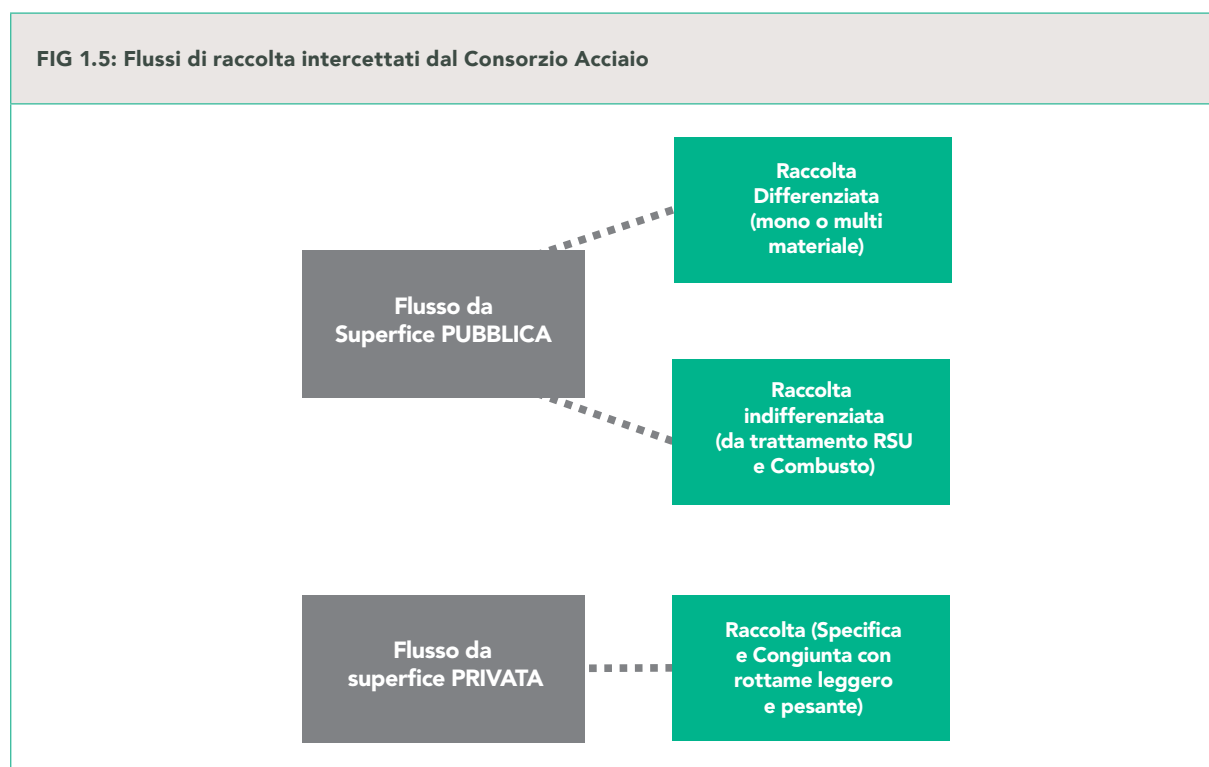 FIG 1.5: Flussi di raccolta intercettati dal Consorzio Acciaio
Flusso da
Superfice PUBBLICA
Raccolta
Differenziata
(mono o multi
materiale)
Raccolta
indifferenziata
(da trattamento RSU
e Combusto)
Flusso da
superfice PRIVATA
Raccolta (Specifica
e Congiunta con
rottame leggero
e pesante)